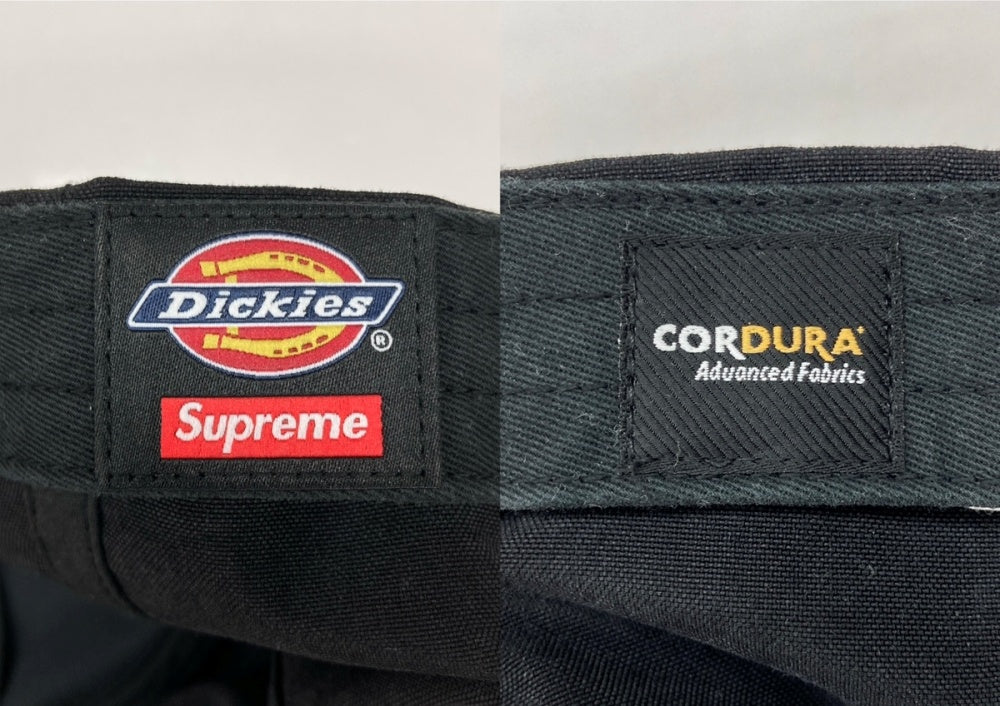 Dickies
®
Supreme
CORDURA
Advanced Fabrics